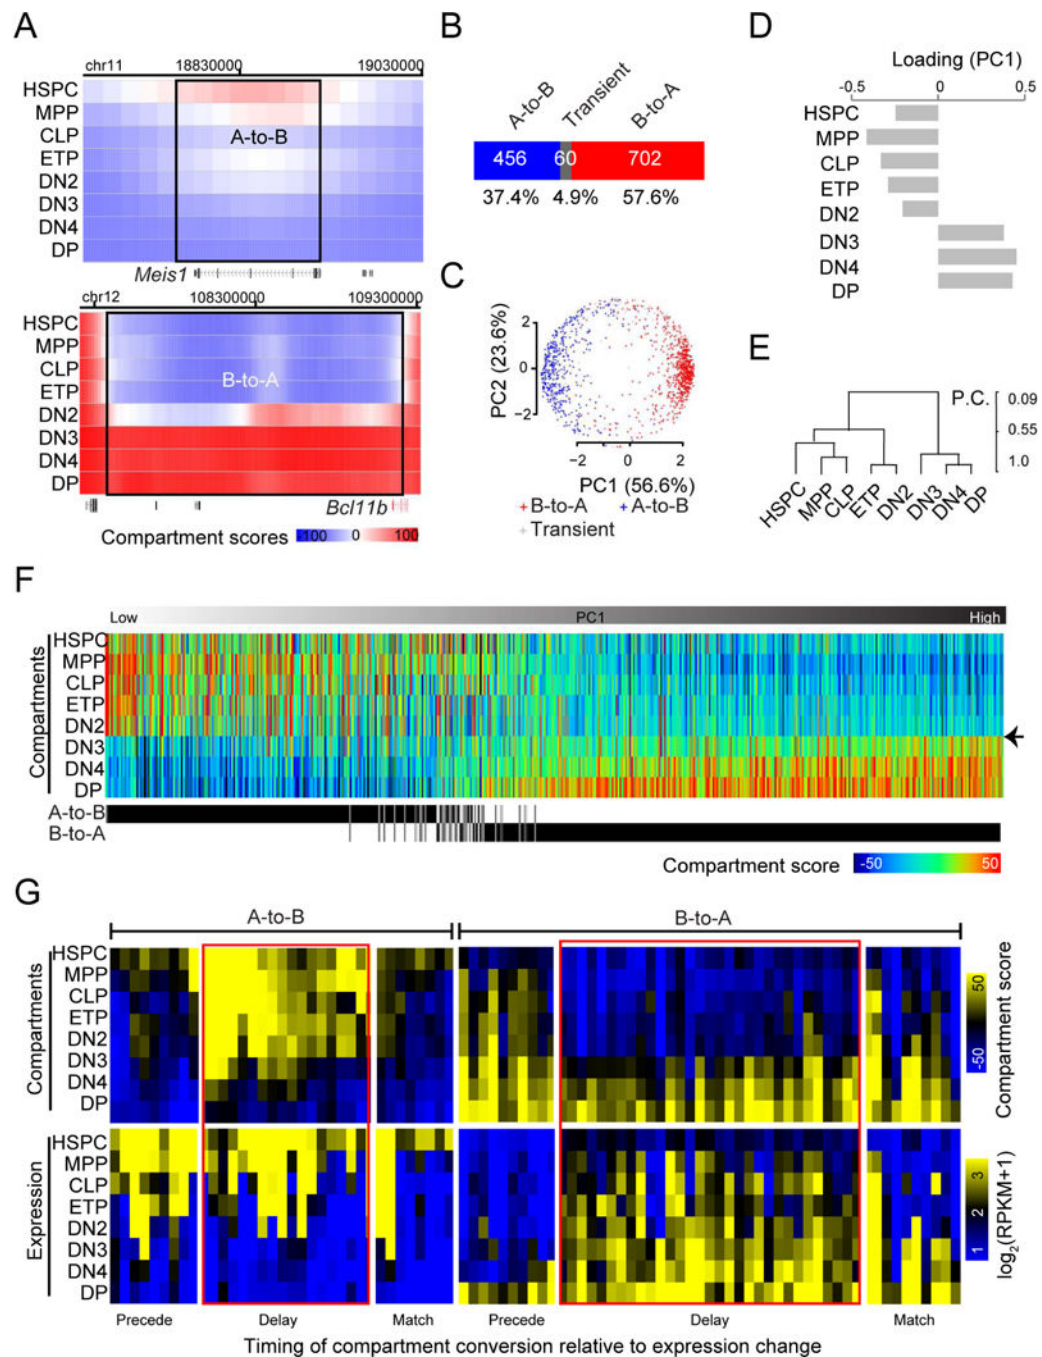 A
chr11 18830000 19030000
HSPC
MPP
CLP
ETP
DN2
DN3
DN4
DP
A-to-B
Meis1
chr12 108300000 109300000
HSPC
MPP
CLP
ETP
DN2
DN3
DN4
DP
B-to-A
Bcl11b
Compartment scores -100 0 100
B
A-to-B Transient B-to-A
456 60 702
37.4% 4.9% 57.6%
C
PC2 (23.6%)
2
0
−2
−2 0 2
PC1 (56.6%)
+B-to-A +A-to-B
+Transient
D
Loading (PC1)
-0.5 0 0.5
HSPC
MPP
CLP
ETP
DN2
DN3
DN4
DP
E
P.C.
0.09
0.55
1.0
HSPC MPP CLP ETP DN2 DN3 DN4 DP
F
Low PC1 High
Compartments
HSPC
MPP
CLP
ETP
DN2
DN3
DN4
DP
A-to-B
B-to-A
Compartment score -50 50
G
A-to-B B-to-A
Compartments
HSPC
MPP
CLP
ETP
DN2
DN3
DN4
DP
-50 50
Compartment score
Expression
HSPC
MPP
CLP
ETP
DN2
DN3
DN4
DP
1 2 3
log2(RPKM+1)
Precede Delay Match Precede Delay Match
Timing of compartment conversion relative to expression change